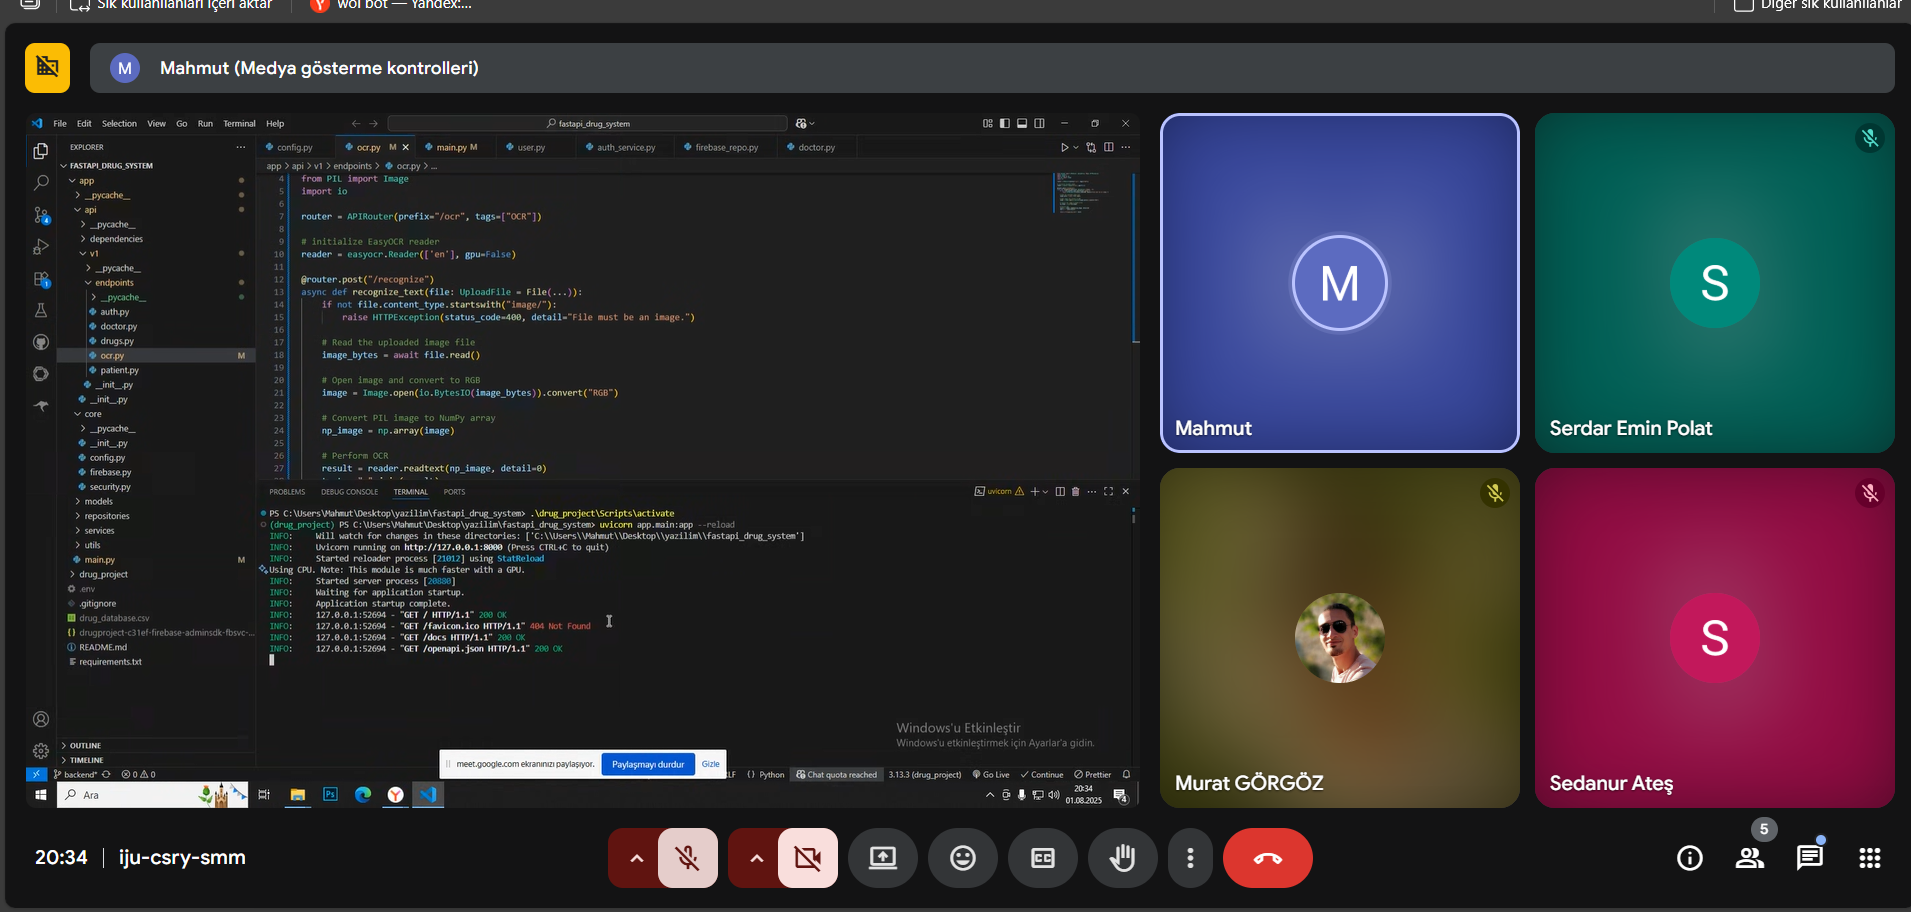 Sık kullanılanları içeri aktar
wol bot — Yandex:...
Diğer sık kullanılanlar
M
Mahmut (Medya gösterme kontrolleri)
File Edit Selection View Go Run Terminal Help
fastapi_drug_system
EXPLORER
config.py
ocr.py M
main.py M
user.py
auth_service.py
firebase_repo.py
doctor.py
app > api > v1 > endpoints > ocr.py > ...
FASTAPI_DRUG_SYSTEM
app
__pycache__
api
__pycache__
dependencies
v1
__pycache__
endpoints
__pycache__
auth.py
doctor.py
drugs.py
ocr.py M
patient.py
__init__.py
__init__.py
core
__pycache__
__init__.py
config.py
firebase.py
security.py
models
repositories
services
utils
main.py M
drug_project
.env
.gitignore
drug_database.csv
drugproject-c31ef-firebase-adminsdk-fbsvc-...
README.md
requirements.txt
OUTLINE
TIMELINE
4 from PIL import Image
5 import io
6
7 router = APIRouter(prefix="/ocr", tags=["OCR"])
8
9 # initialize EasyOCR reader
10 reader = easyocr.Reader(['en'], gpu=False)
11
12 @router.post("/recognize")
13 async def recognize_text(file: UploadFile = File(...)):
14 if not file.content_type.startswith("image/"):
15 raise HTTPException(status_code=400, detail="File must be an image.")
16
17 # Read the uploaded image file
18 image_bytes = await file.read()
19
20 # Open image and convert to RGB
21 image = Image.open(io.BytesIO(image_bytes)).convert("RGB")
22
23 # Convert PIL image to NumPy array
24 np_image = np.array(image)
25
26 # Perform OCR
27 result = reader.readtext(np_image, detail=0)
PROBLEMS DEBUG CONSOLE TERMINAL PORTS
uvicorn
PS C:\Users\Mahmut\Desktop\yazilim\fastapi_drug_system> .\drug_project\Scripts\activate
(drug_project) PS C:\Users\Mahmut\Desktop\yazilim\fastapi_drug_system> uvicorn app.main:app --reload
INFO: Will watch for changes in these directories: ['C:\\Users\\Mahmut\\Desktop\\yazilim\\fastapi_drug_system']
INFO: Uvicorn running on http://127.0.0.1:8000 (Press CTRL+C to quit)
INFO: Started reloader process [21012] using StatReload
Using CPU. Note: This module is much faster with a GPU.
INFO: Started server process [20880]
INFO: Waiting for application startup.
INFO: Application startup complete.
INFO: 127.0.0.1:52694 - "GET / HTTP/1.1" 200 OK
INFO: 127.0.0.1:52694 - "GET /favicon.ico HTTP/1.1" 404 Not Found
INFO: 127.0.0.1:52694 - "GET /docs HTTP/1.1" 200 OK
INFO: 127.0.0.1:52694 - "GET /openapi.json HTTP/1.1" 200 OK
Windows'u Etkinleştir
Windows'u etkinleştirmek için Ayarlar'a gidin.
meet.google.com ekranınızı paylaşıyor. Paylaşmayı durdur Gizle
backend* 0 0
Python Chat quota reached 3.13.3 (drug_project) Go Live Continue Prettier
Ara
Ps
20:34
01.08.2025
4
M
Mahmut
S
Serdar Emin Polat
Murat GÖRGÖZ
S
Sedanur Ateş
20:34 | iju-csry-smm
CC
5